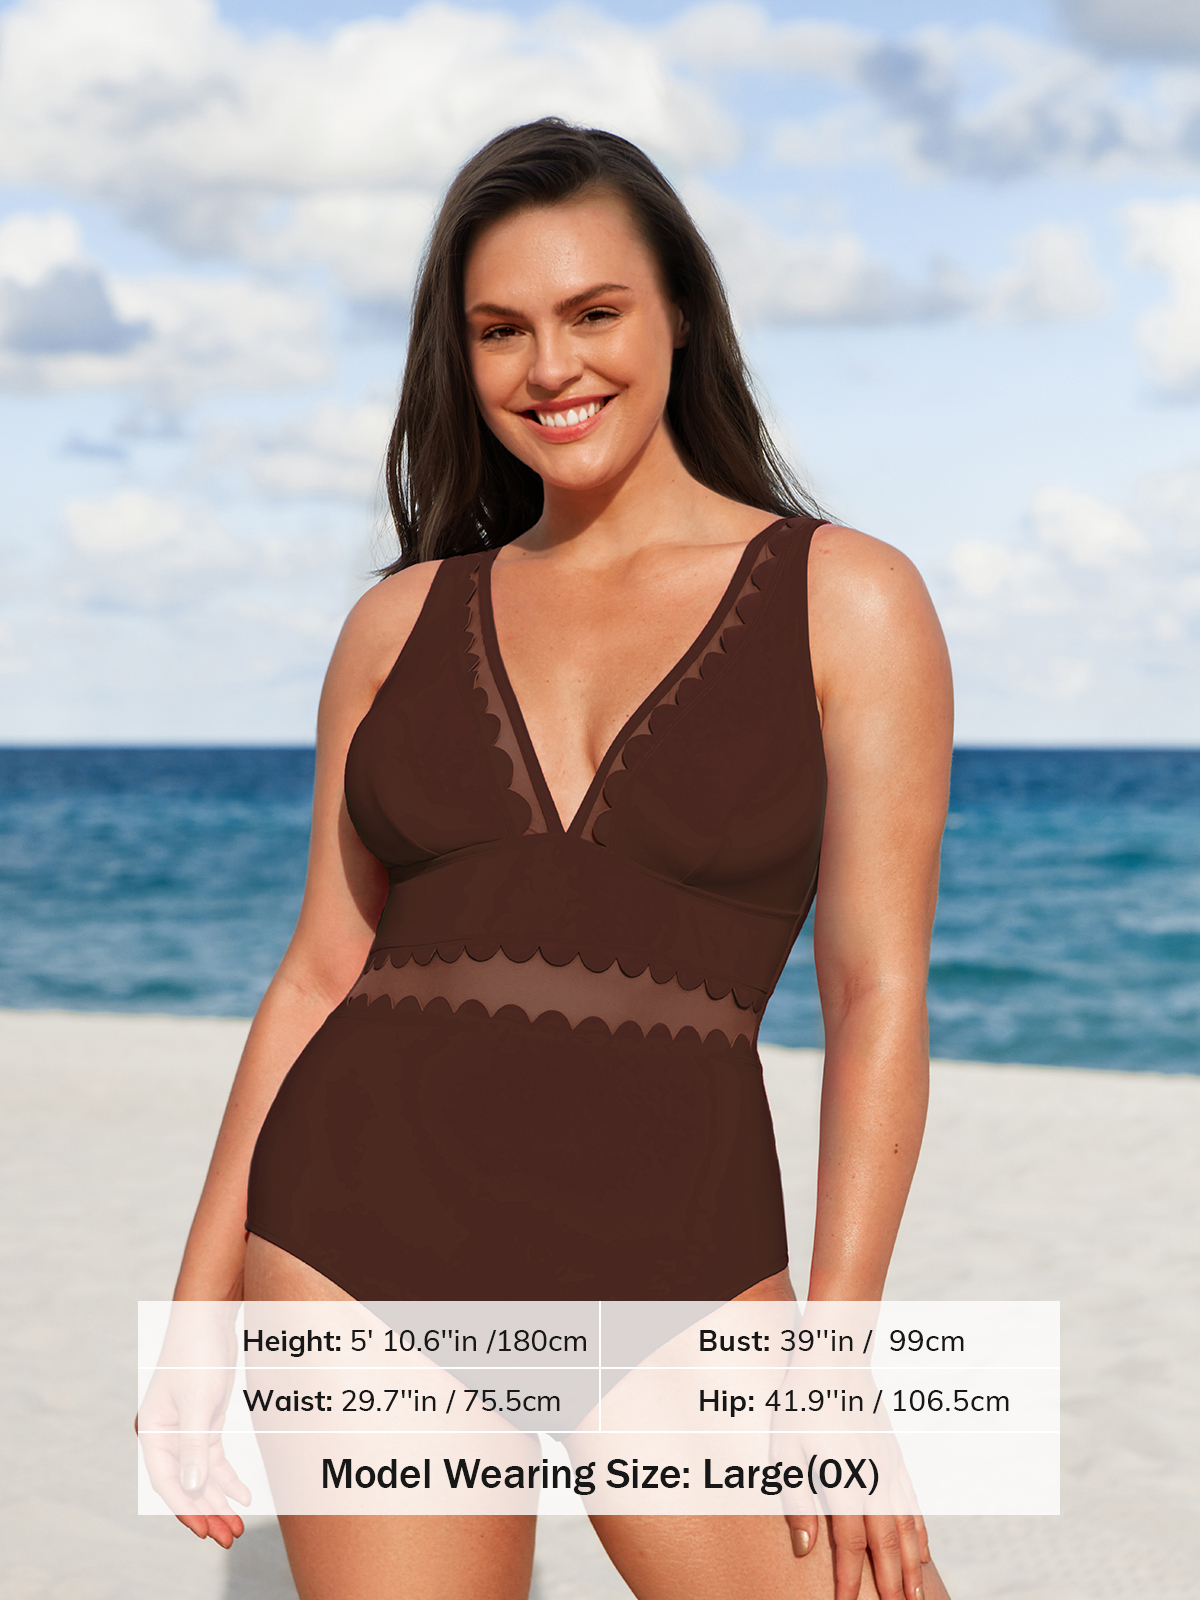 Height: 5' 10.6''in /180cm
Bust: 39''in /  99cm
Waist: 29.7''in / 75.5cm
Hip: 41.9''in / 106.5cm
Model Wearing Size: Large(0X)